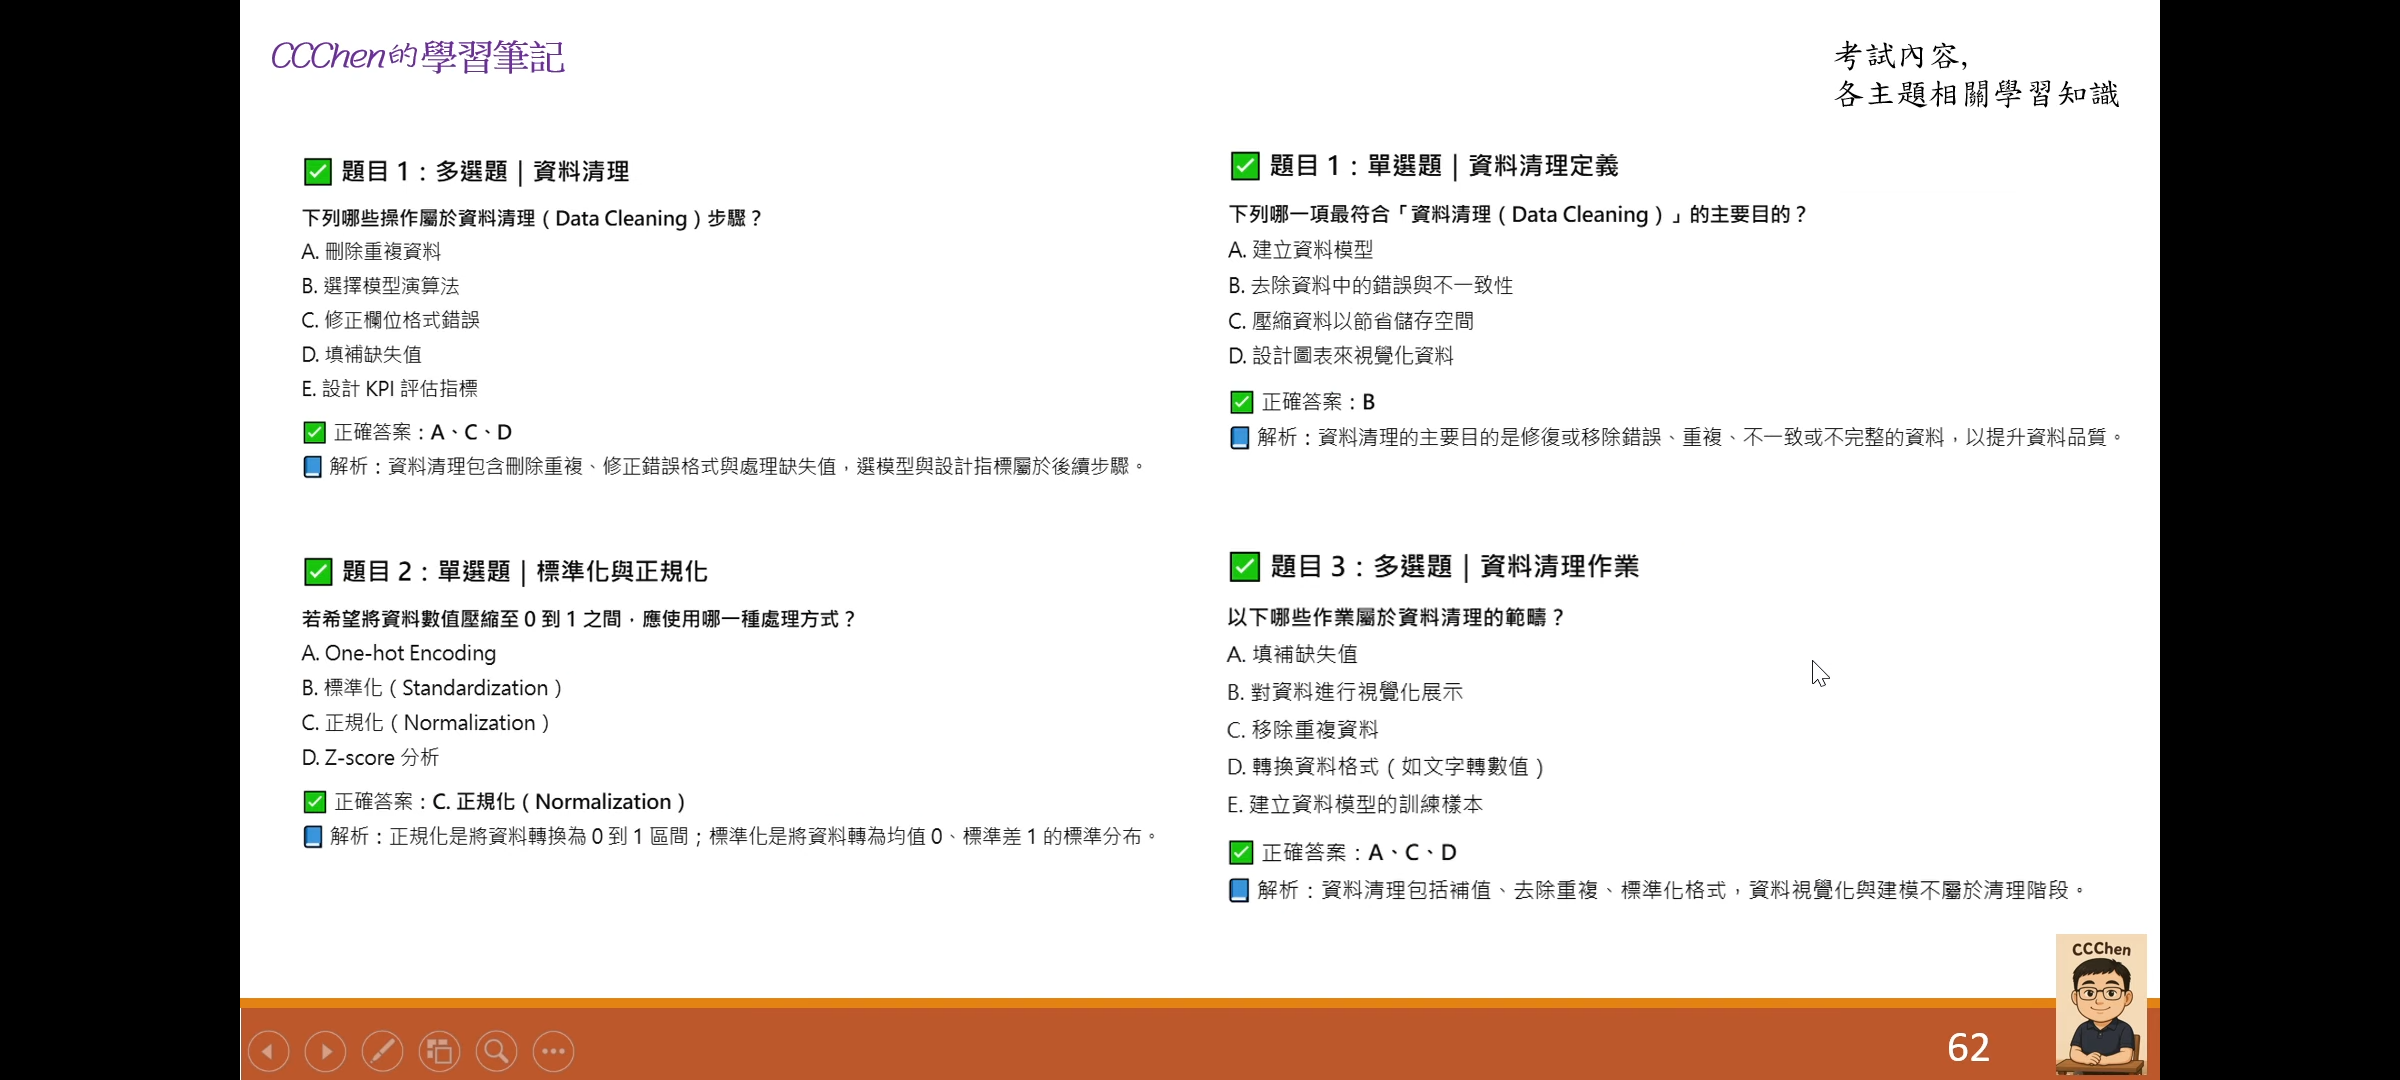 CCChen的學習筆記
考試內容,
各主題相關學習知識
題目 1：多選題｜資料清理
下列哪些操作屬於資料清理（Data Cleaning）步驟？
A. 刪除重複資料
B. 選擇模型演算法
C. 修正欄位格式錯誤
D. 填補缺失值
E. 設計 KPI 評估指標
正確答案：A、C、D
解析：資料清理包含刪除重複、修正錯誤格式與處理缺失值，選模型與設計指標屬於後續步驟。
題目 2：單選題｜標準化與正規化
若希望將資料數值壓縮至 0 到 1 之間，應使用哪一種處理方式？
A. One-hot Encoding
B. 標準化（Standardization）
C. 正規化（Normalization）
D. Z-score 分析
正確答案：C. 正規化（Normalization）
解析：正規化是將資料轉換為 0 到 1 區間；標準化是將資料轉為均值 0、標準差 1 的標準分布。
題目 1：單選題｜資料清理定義
下列哪一項最符合「資料清理（Data Cleaning）」的主要目的？
A. 建立資料模型
B. 去除資料中的錯誤與不一致性
C. 壓縮資料以節省儲存空間
D. 設計圖表來視覺化資料
正確答案：B
解析：資料清理的主要目的是修復或移除錯誤、重複、不一致或不完整的資料，以提升資料品質。
題目 3：多選題｜資料清理作業
以下哪些作業屬於資料清理的範疇？
A. 填補缺失值
B. 對資料進行視覺化展示
C. 移除重複資料
D. 轉換資料格式（如文字轉數值）
E. 建立資料模型的訓練樣本
正確答案：A、C、D
解析：資料清理包括補值、去除重複、標準化格式，資料視覺化與建模不屬於清理階段。
CCChen
62